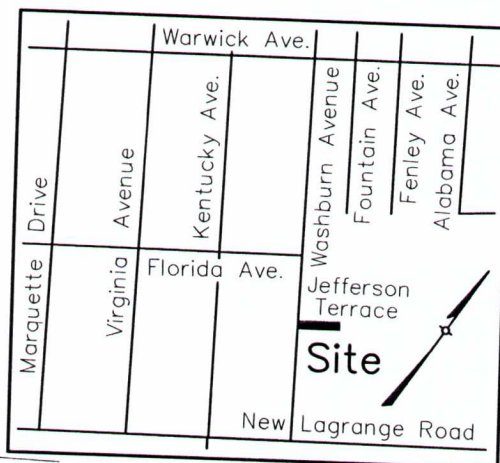 Warwick Ave.
Marquette Drive
Virginia Avenue
Kentucky Ave.
Washburn Avenue
Fountain Ave.
Fenley Ave.
Alabama Ave.
Florida Ave.
Jefferson
Terrace
Site
New Lagrange Road